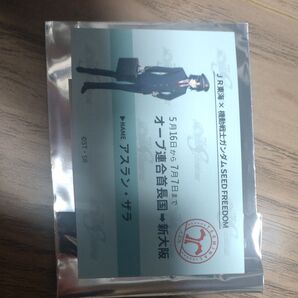 JR東海 × 機動戦士ガンダムSEED FREEDOM
5月16日から7月7日まで
オーブ連合首長国 ⇒ 新大阪
▶NAME アスラン・ザラ
©ST・SR